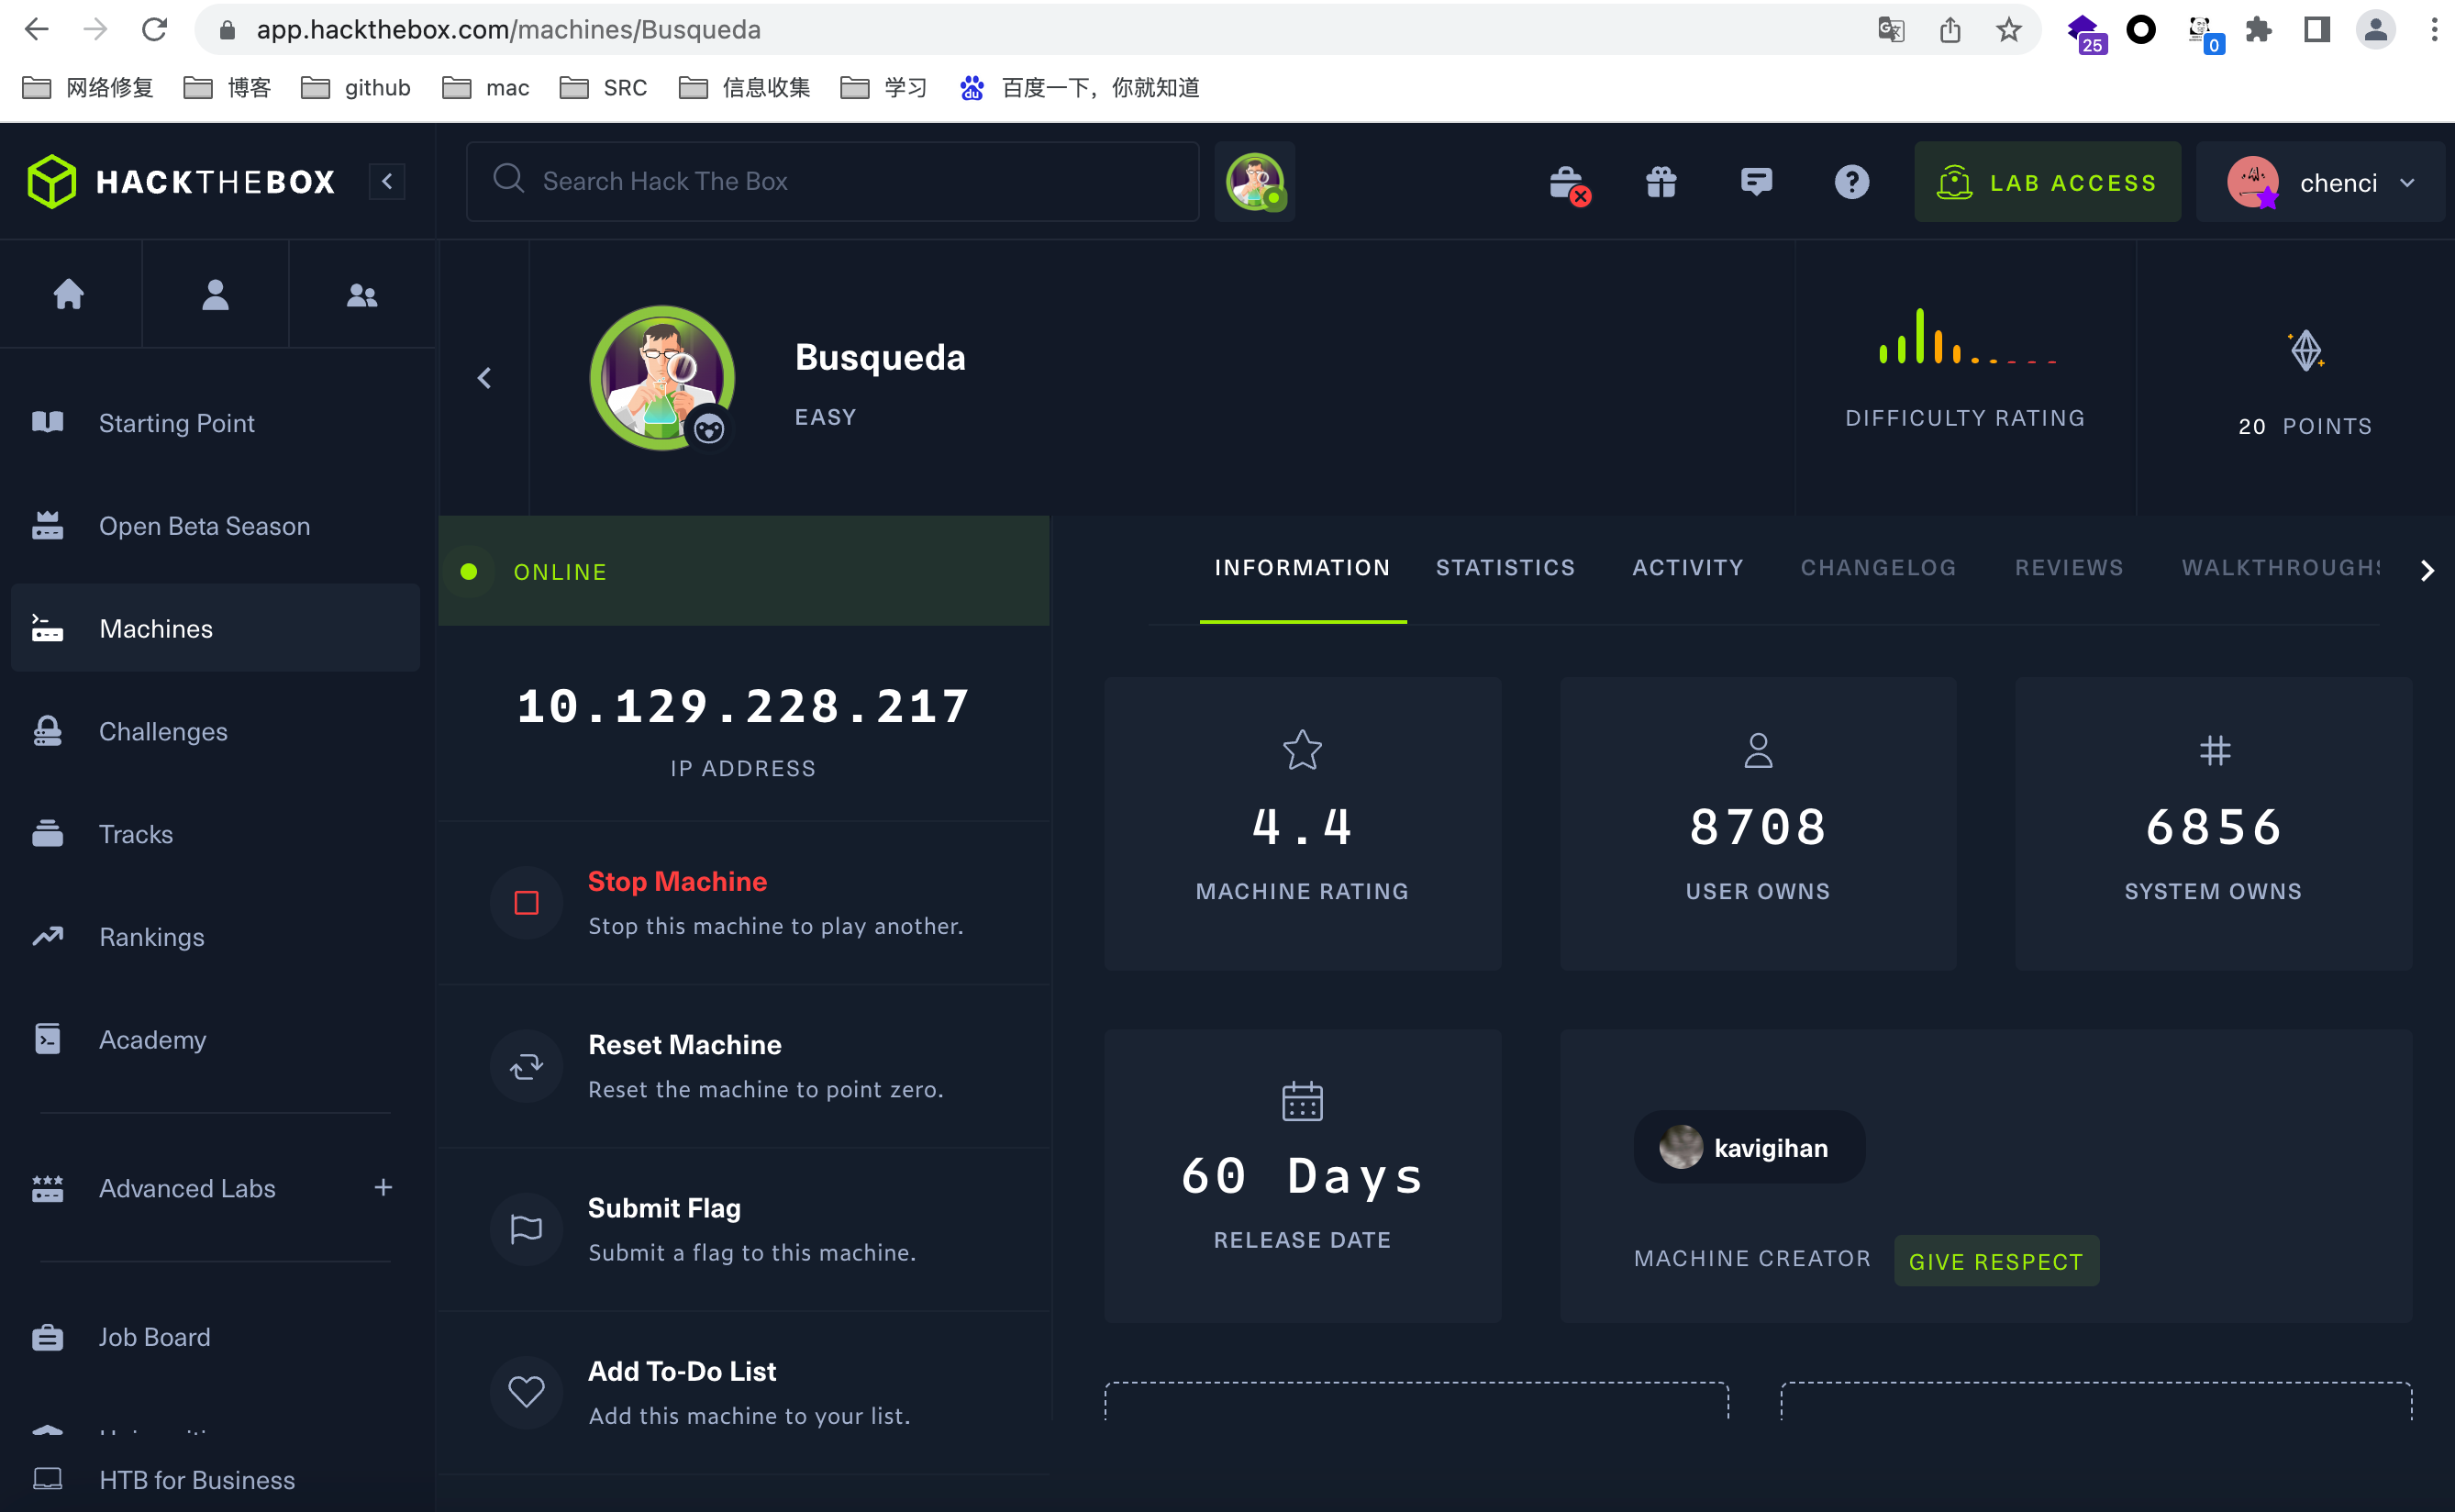 app.hackthebox.com/machines/Busqueda
25
0
网络修复 博客 github mac SRC 信息收集 学习 du 百度一下，你就知道
HACKTHEBOX
Search Hack The Box
LAB ACCESS
chenci
Starting Point
Open Beta Season
Machines
Challenges
Tracks
Rankings
Academy
Advanced Labs +
Job Board
HTB for Business
Busqueda
EASY
DIFFICULTY RATING
20 POINTS
ONLINE
10.129.228.217
IP ADDRESS
Stop Machine
Stop this machine to play another.
Reset Machine
Reset the machine to point zero.
Submit Flag
Submit a flag to this machine.
Add To-Do List
Add this machine to your list.
INFORMATION STATISTICS ACTIVITY CHANGELOG REVIEWS WALKTHROUGHS
4.4
MACHINE RATING
8708
USER OWNS
6856
SYSTEM OWNS
60 Days
RELEASE DATE
kavigihan
MACHINE CREATOR
GIVE RESPECT